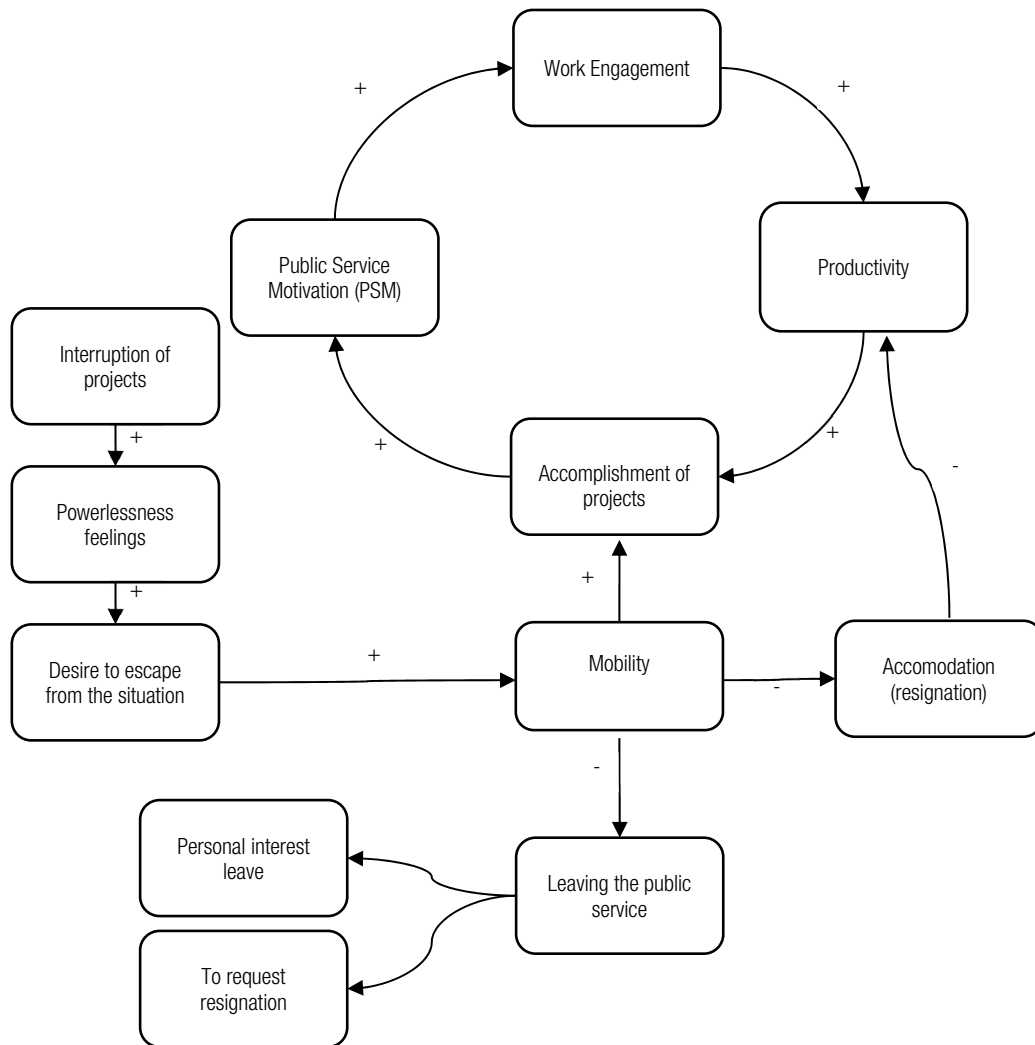 Work Engagement
+
+
Public Service
Motivation (PSM)
Productivity
Interruption of
projects
+
+
+
-
Accomplishment of
projects
Powerlessness
feelings
+
+
Desire to escape
from the situation
+
Mobility
-
Accomodation
(resignation)
-
Personal interest
leave
Leaving the public
service
To request
resignation